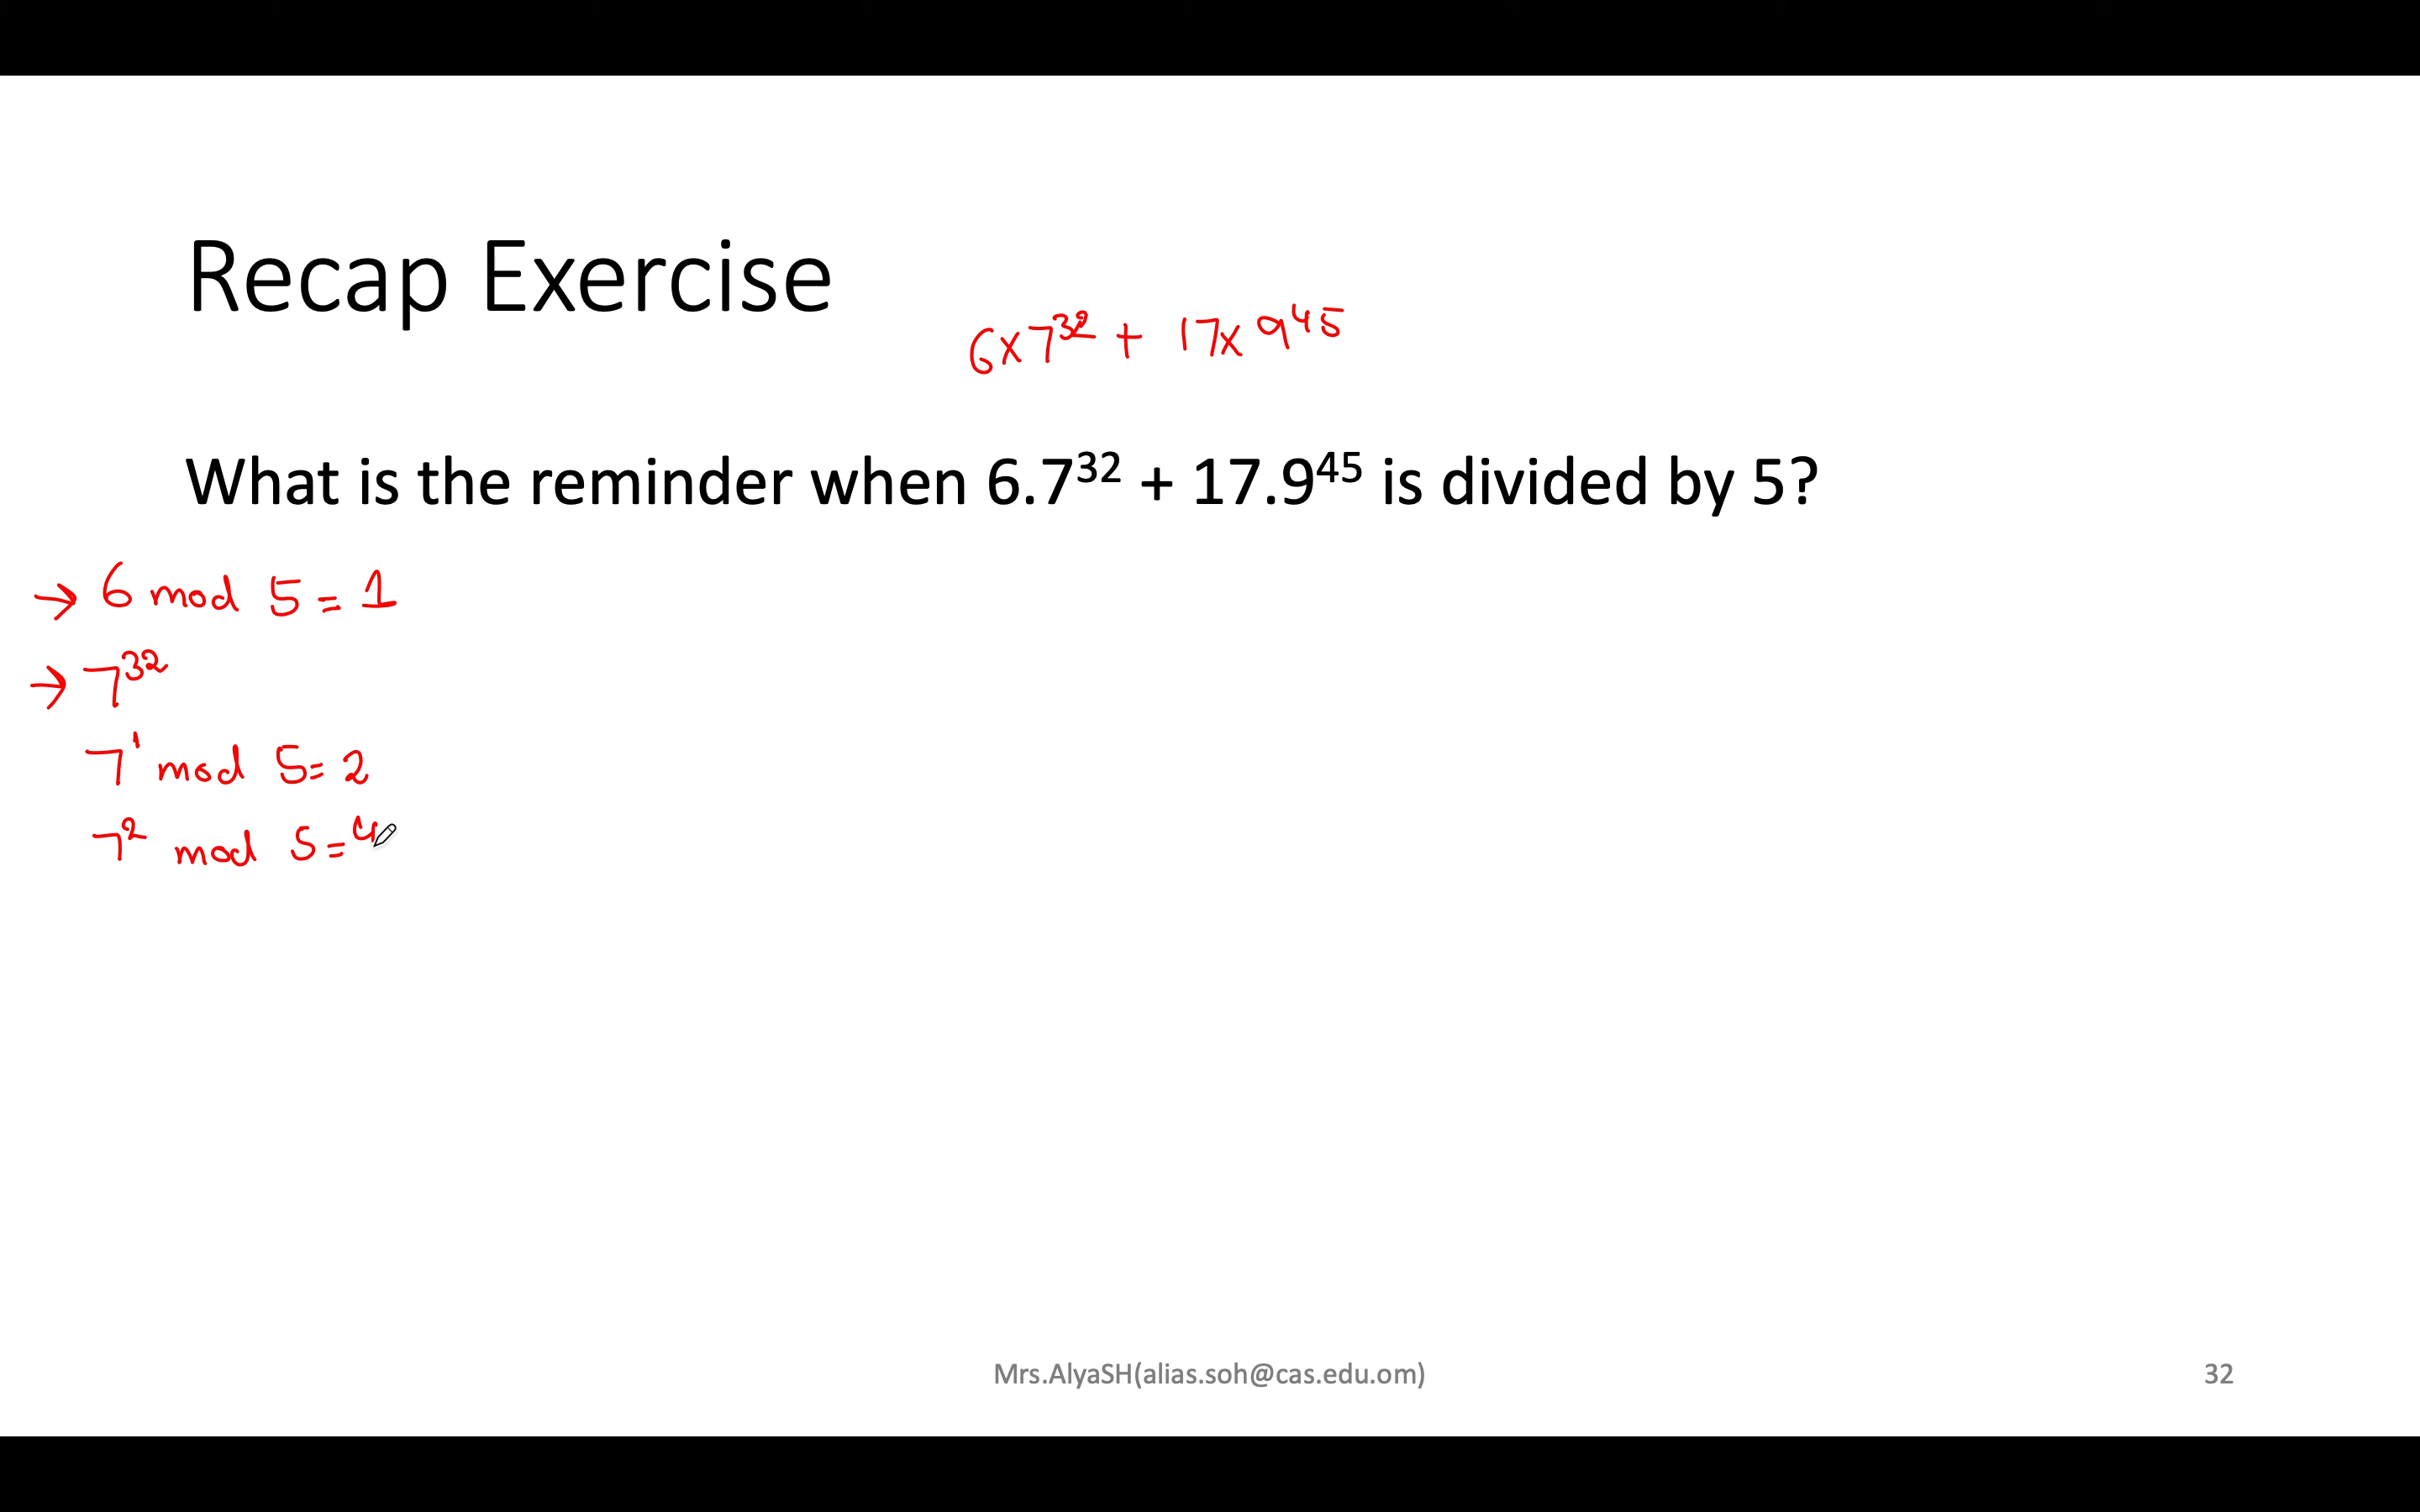 Recap Exercise
6x7³² + 17x9⁴⁵
What is the reminder when 6.7³² + 17.9⁴⁵ is divided by 5?
→ 6 mod 5 = 1
→ 7³²
7¹ mod 5 = 2
7² mod 5 = 4
Mrs.AlyaSH(alias.soh@cas.edu.om)
32